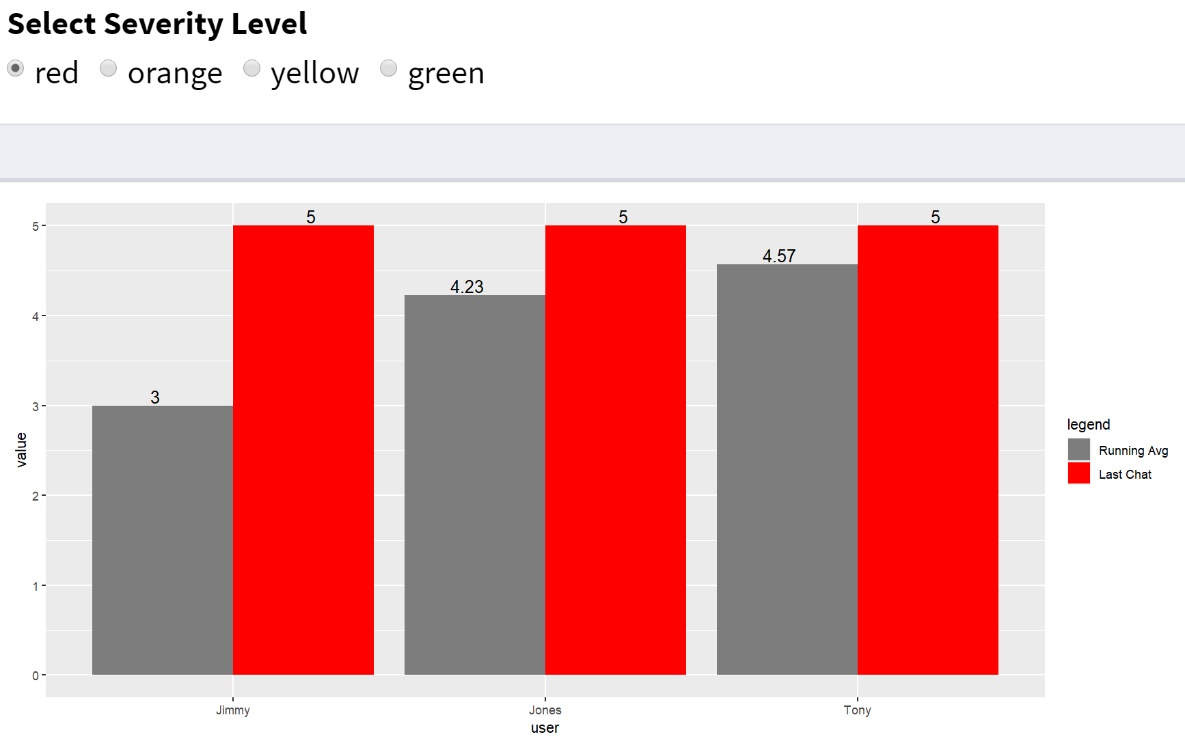 Select Severity Level
red orange yellow green
5 5 5
4.57
4.23
3
5
4
3
2
1
0
value
Jimmy Jones Tony
user
legend
Running Avg
Last Chat